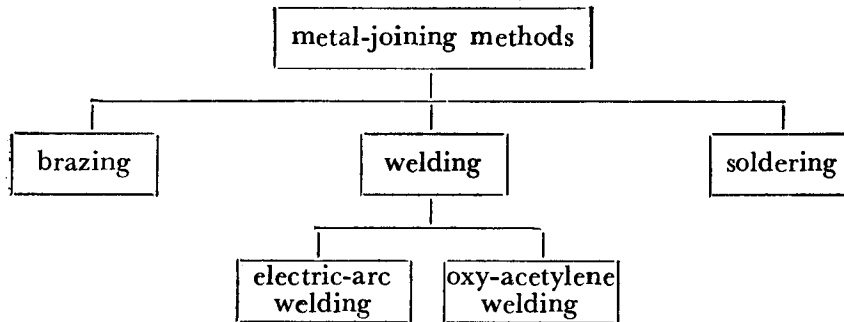 metal-joining methods
brazing
welding
soldering
electric-arc
welding
oxy-acetylene
welding